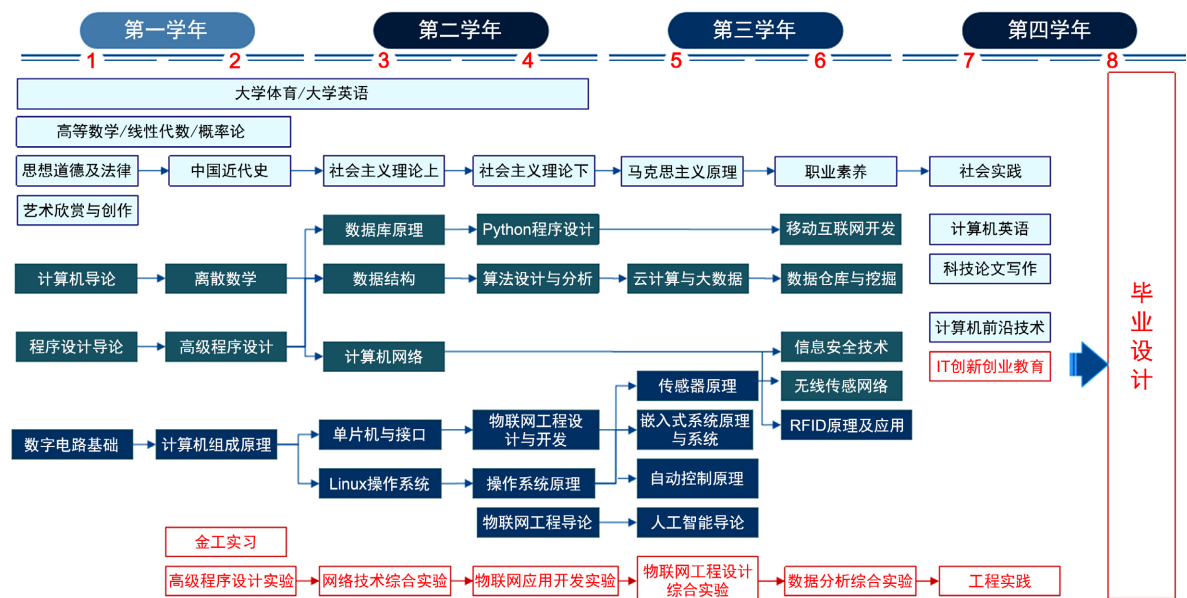 第一学年
第二学年
第三学年
第四学年
1
2
3
4
5
6
7
8
大学体育/大学英语
高等数学/线性代数/概率论
思想道德及法律
中国近代史
社会主义理论上
社会主义理论下
马克思主义原理
职业素养
社会实践
艺术欣赏与创作
数据库原理
Python程序设计
移动互联网开发
计算机英语
计算机导论
离散数学
数据结构
算法设计与分析
云计算与大数据
数据仓库与挖掘
科技论文写作
程序设计导论
高级程序设计
计算机网络
信息安全技术
计算机前沿技术
传感器原理
无线传感网络
IT创新创业教育
数字电路基础
计算机组成原理
单片机与接口
物联网工程设
计与开发
嵌入式系统原理
与系统
RFID原理及应用
Linux操作系统
操作系统原理
自动控制原理
物联网工程导论
人工智能导论
金工实习
高级程序设计实验
网络技术综合实验
物联网应用开发实验
物联网工程设计
综合实验
数据分析综合实验
工程实践
毕
业
设
计